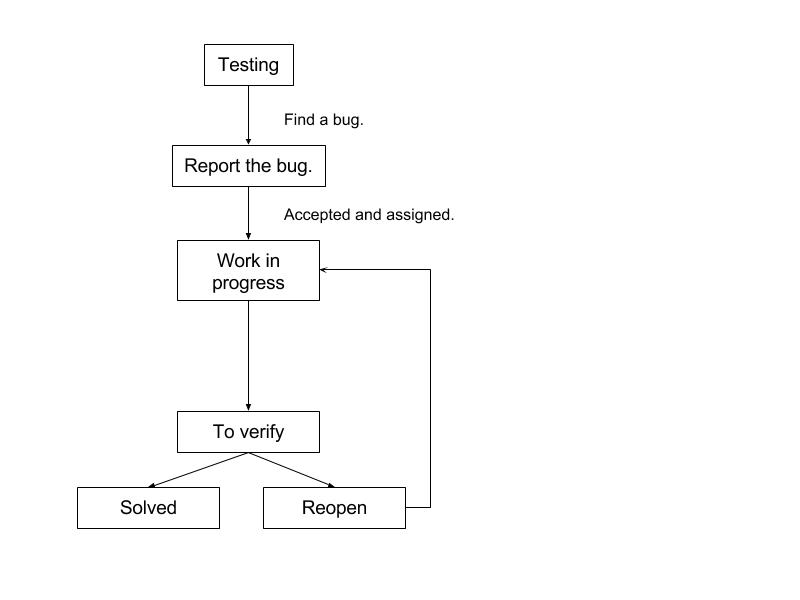 Testing
Find a bug.
Report the bug.
Accepted and assigned.
Work in
progress
To verify
Solved
Reopen